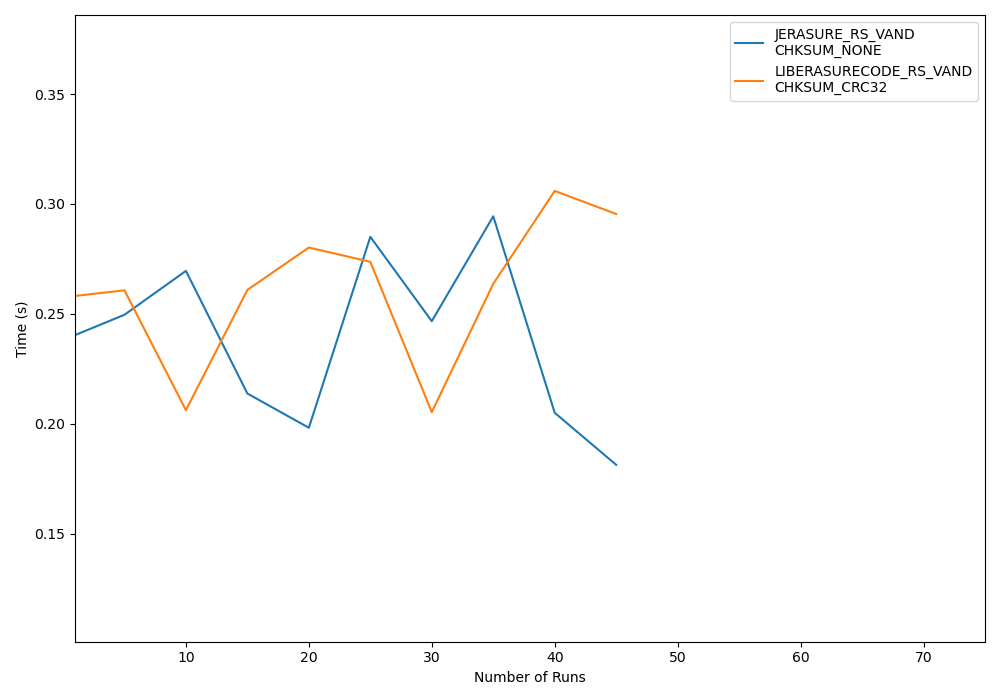 JERASURE_RS_VAND
CHKSUM_NONE
LIBERASURECODE_RS_VAND
CHKSUM_CRC32
Time (s)
0.35
0.30
0.25
0.20
0.15
10 20 30 40 50 60 70
Number of Runs